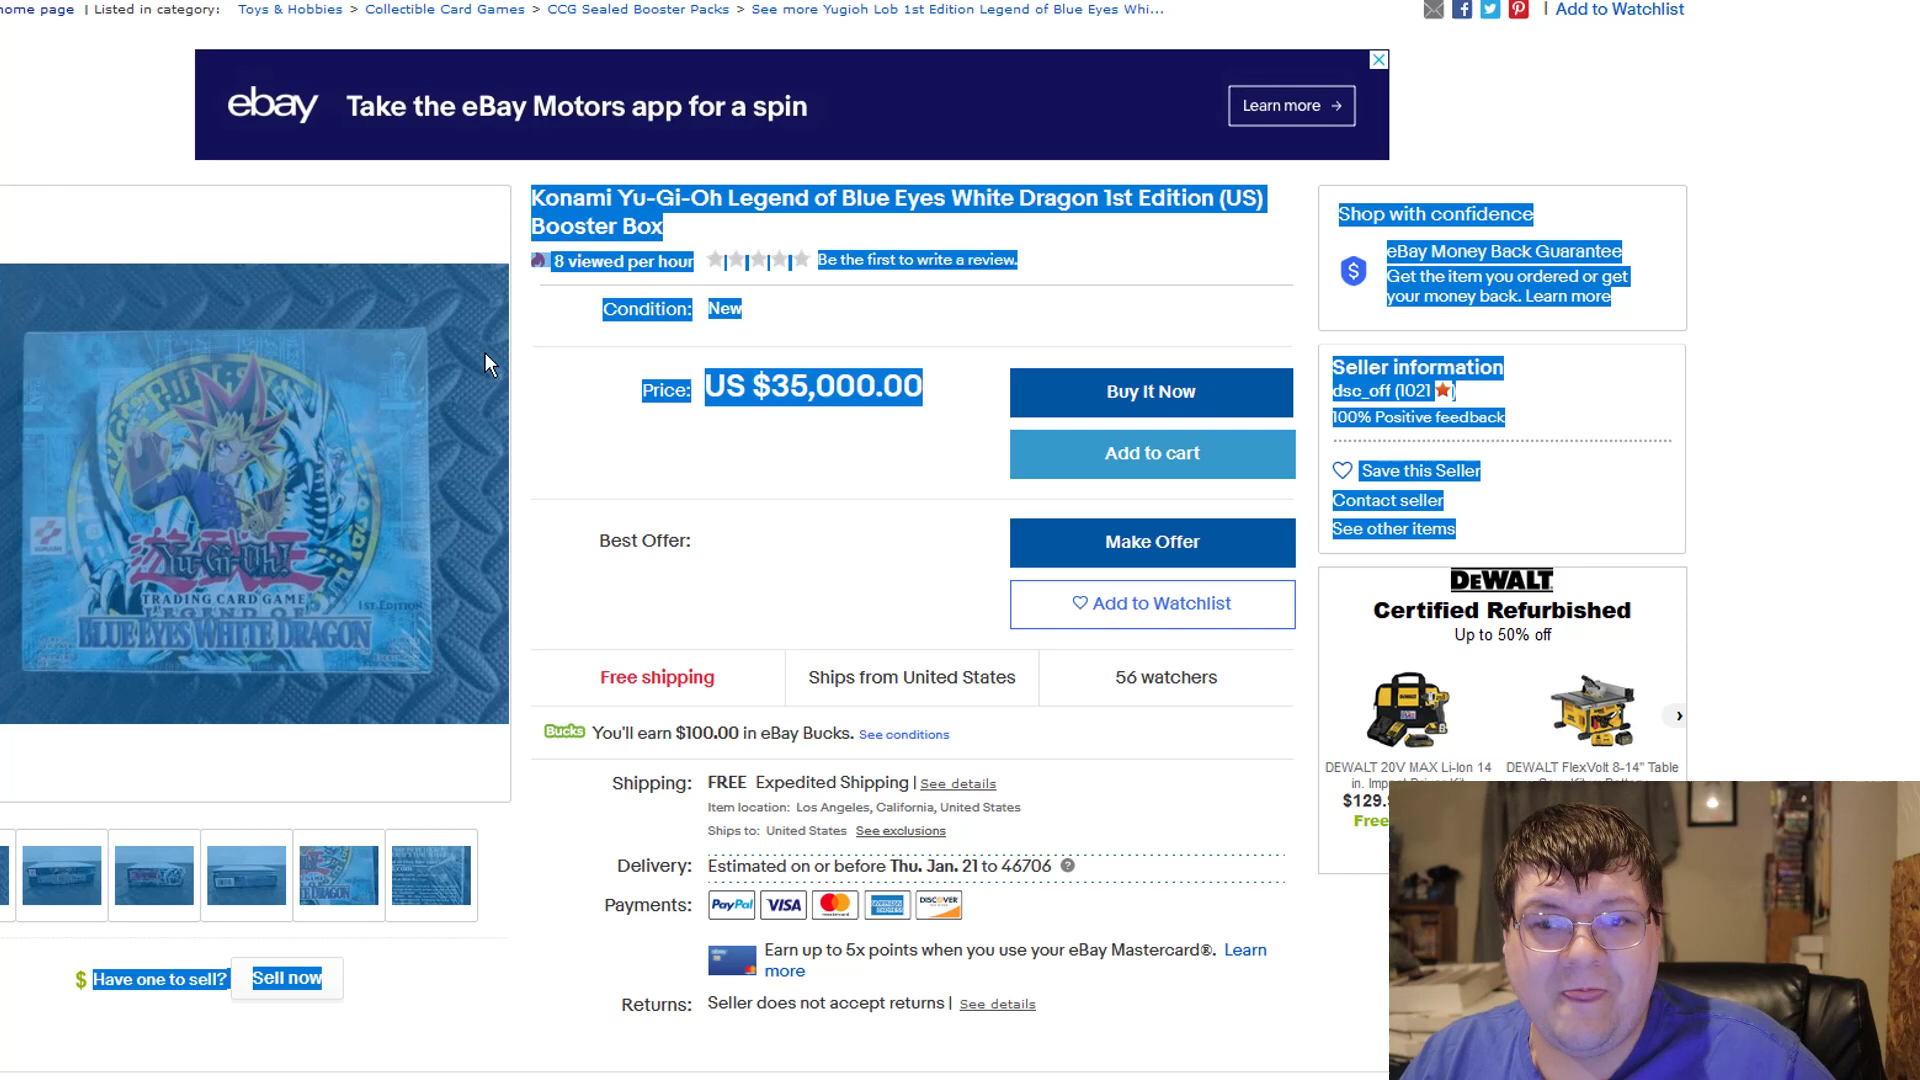 ome page | Listed in category: Toys & Hobbies > Collectible Card Games > CCG Sealed Booster Packs > See more Yugioh Lob 1st Edition Legend of Blue Eyes Whi...
| Add to Watchlist
ebay Take the eBay Motors app for a spin
Learn more →
Konami Yu-Gi-Oh Legend of Blue Eyes White Dragon 1st Edition (US)
Booster Box
8 viewed per hour
Be the first to write a review.
Condition: New
Price: US $35,000.00
Buy It Now
Add to cart
Best Offer:
Make Offer
Add to Watchlist
Free shipping
Ships from United States
56 watchers
Bucks You'll earn $100.00 in eBay Bucks. See conditions
Shipping: FREE Expedited Shipping | See details
Item location: Los Angeles, California, United States
Ships to: United States See exclusions
Delivery: Estimated on or before Thu. Jan. 21 to 46706
Payments: PayPal VISA DISCOVER
Earn up to 5x points when you use your eBay Mastercard®. Learn
more
Returns: Seller does not accept returns | See details
Shop with confidence
eBay Money Back Guarantee
Get the item you ordered or get
your money back. Learn more
Seller information
dsc_off (1021
100% Positive feedback
Save this Seller
Contact seller
See other items
DEWALT
Certified Refurbished
Up to 50% off
DEWALT 20V MAX Li-Ion 14
DEWALT FlexVolt 8-14" Table
$129.
Free
KONAMI
遊戯王
Yu-Gi-Oh!
TRADING CARD GAME
LEGEND OF
BLUE EYES WHITE DRAGON
1ST EDITION
$ Have one to sell? Sell now